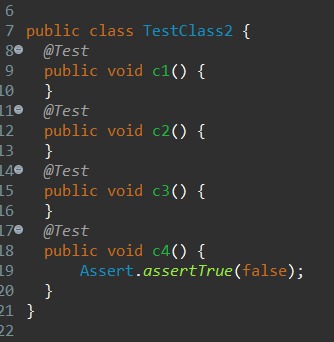 6
7 public class TestClass2 {
8 @Test
9 public void c1() {
10 }
11 @Test
12 public void c2() {
13 }
14 @Test
15 public void c3() {
16 }
17 @Test
18 public void c4() {
19 Assert.assertTrue(false);
20 }
21 }
22